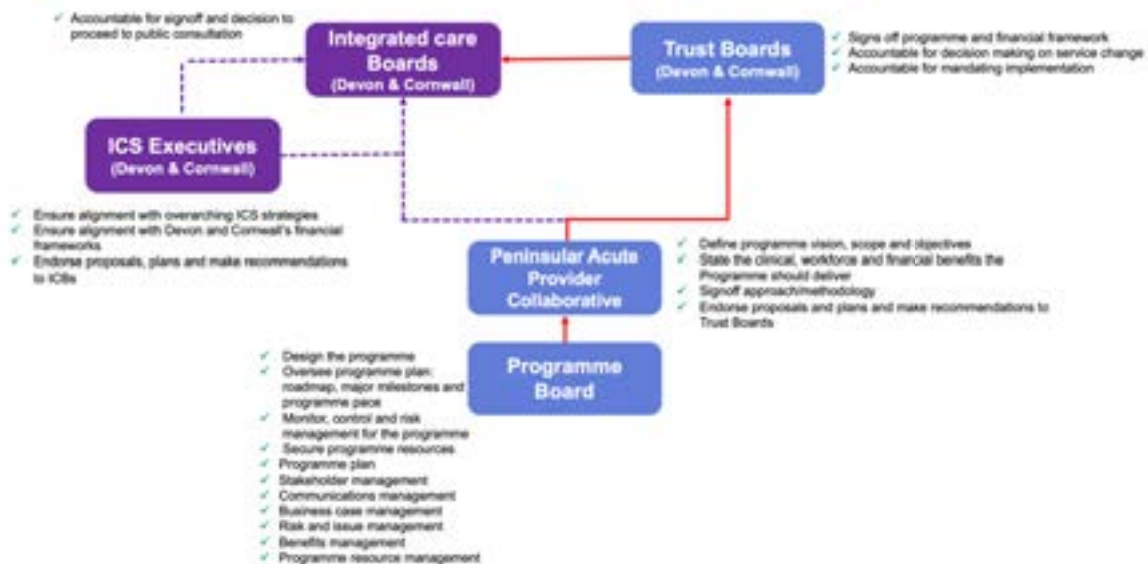 ✓ Accountable for signoff and decision to
proceed to public consultation
Integrated care
Boards
(Devon & Cornwall)
Trust Boards
(Devon & Cornwall)
✓ Signs off programme and financial framework
✓ Accountable for decision making on service change
✓ Accountable for mandating implementation
ICS Executives
(Devon & Cornwall)
✓ Ensure alignment with overarching ICS strategies
✓ Ensure alignment with Devon and Cornwall's financial
frameworks
✓ Endorse proposals, plans and make recommendations
to ICBs
Peninsular Acute
Provider
Collaborative
✓ Define programme vision, scope and objectives
✓ State the clinical, workforce and financial benefits the
Programme should deliver
✓ Signoff approach/methodology
✓ Endorse proposals and plans and make recommendations to
Trust Boards
Programme
Board
✓ Design the programme
✓ Oversee programme plan:
roadmap, major milestones and
programme pace
✓ Monitor, control and risk
management for the programme
✓ Secure programme resources
✓ Programme plan
✓ Stakeholder management
✓ Communications management
✓ Business case management
✓ Risk and issue management
✓ Benefits management
✓ Programme resource management